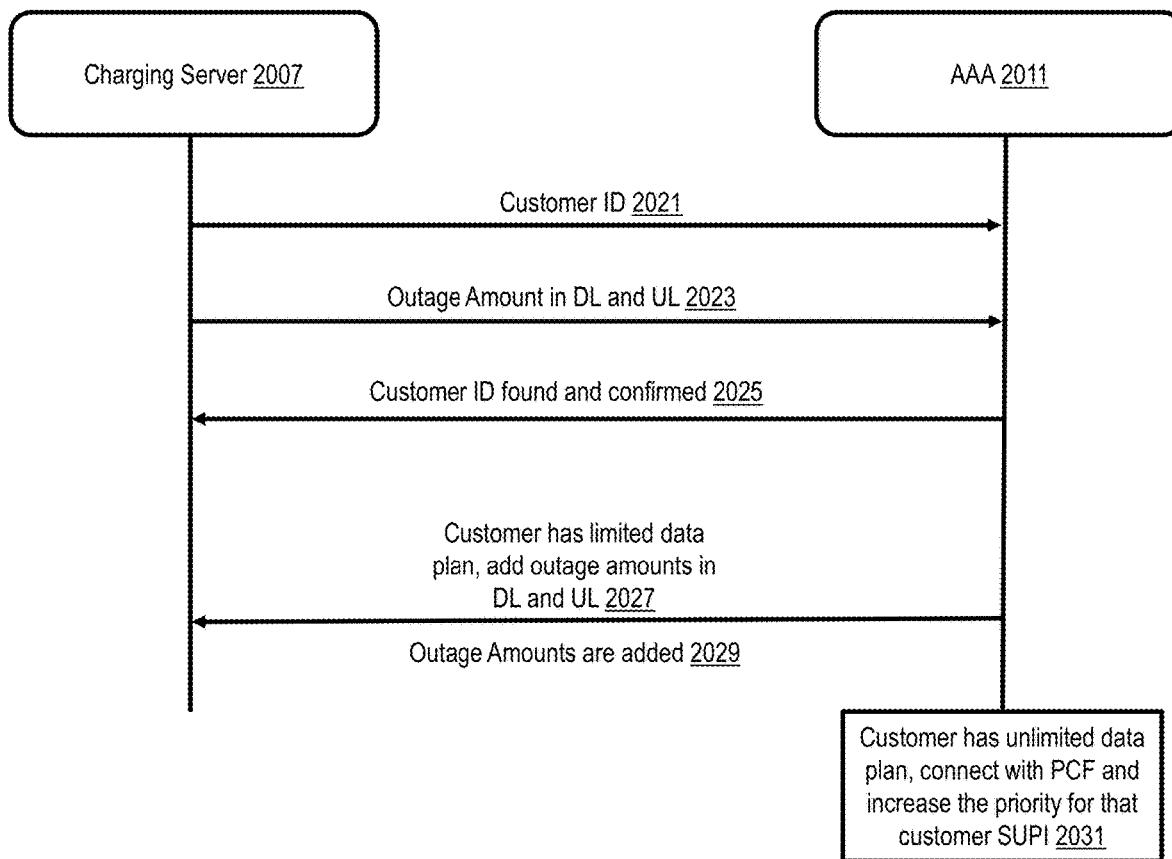 Charging Server 2007
AAA 2011
Customer ID 2021
Outage Amount in DL and UL 2023
Customer ID found and confirmed 2025
Customer has limited data
plan, add outage amounts in
DL and UL 2027
Outage Amounts are added 2029
Customer has unlimited data
plan, connect with PCF and
increase the priority for that
customer SUPI 2031